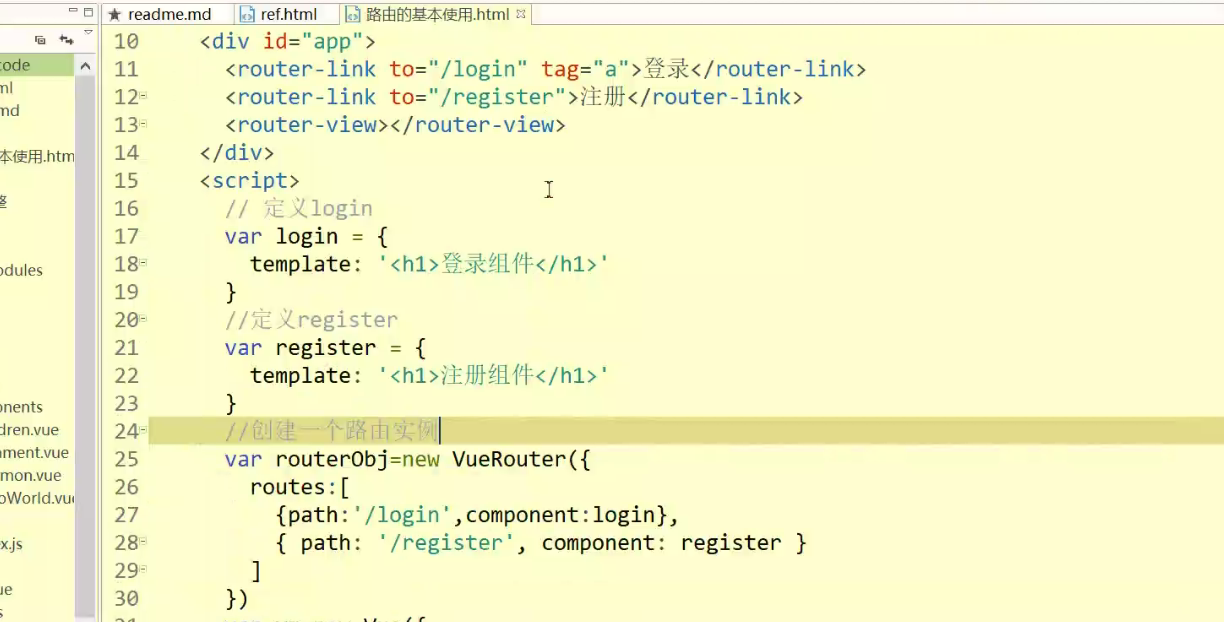 readme.md ref.html 路由的基本使用.html
code
ml
md
本使用.htm
整
odules
onents
dren.vue
nment.vue
mon.vue
oWorld.vue
x.js
ue
s
10 <div id="app">
11 <router-link to="/login" tag="a">登录</router-link>
12 <router-link to="/register">注册</router-link>
13 <router-view></router-view>
14 </div>
15 <script>
16 // 定义login
17 var login = {
18 template: '<h1>登录组件</h1>'
19 }
20 //定义register
21 var register = {
22 template: '<h1>注册组件</h1>'
23 }
24 //创建一个路由实例
25 var routerObj=new VueRouter({
26 routes:[
27 {path:'/login',component:login},
28 { path: '/register', component: register }
29 ]
30 })